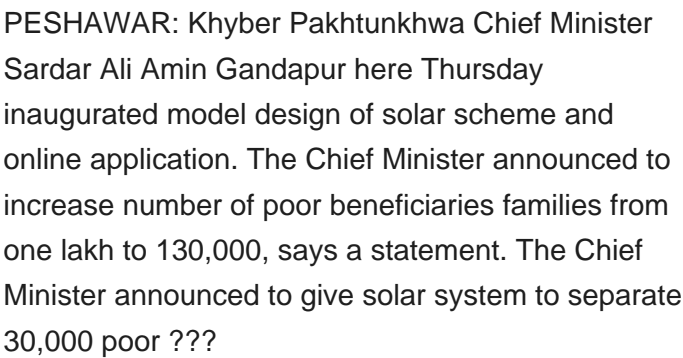 PESHAWAR: Khyber Pakhtunkhwa Chief Minister
Sardar Ali Amin Gandapur here Thursday
inaugurated model design of solar scheme and
online application. The Chief Minister announced to
increase number of poor beneficiaries families from
one lakh to 130,000, says a statement. The Chief
Minister announced to give solar system to separate
30,000 poor ???